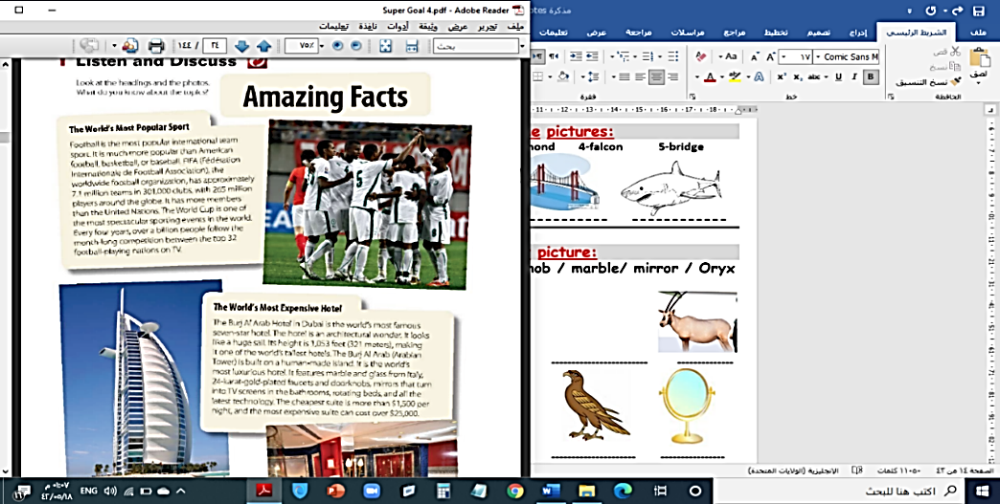 Super Goal 4.pdf - Adobe Reader
ملف تحرير عرض وثيقة أدوات نافذة تعليمات
٢٤ / ١٤٤
٧٥٪
بحث
1 Listen and Discuss
Look at the headings and the photos.
What do you know about the topics?
Amazing Facts
The World's Most Popular Sport
Football is the most popular international team
sport. It is much more popular than American
football, basketball, or baseball. FIFA (Fédération
Internationale de Football Association), the
worldwide football organization, has approximately
7.1 million teams in 301,000 clubs, with 265 million
players around the globe. It has more members
than the United Nations. The World Cup is one of
the most spectacular sporting events in the world.
Every four years, over a billion people follow the
month-long competition between the top 32
football-playing nations on TV.
The World's Most Expensive Hotel
The Burj Al Arab Hotel in Dubai is the world's most famous
seven-star hotel. The hotel is an architectural wonder. It looks
like a huge sail. Its height is 1,053 feet (321 meters), making
it one of the world's tallest hotels. The Burj Al Arab (Arabian
Tower) is built on a human-made island. It is the world's
most luxurious hotel. It features marble and glass from Italy,
24-karat-gold-plated faucets and doorknobs, mirrors that turn
into TV screens in the bathrooms, rotating beds, and all the
latest technology. The cheapest suite is more than $1,500 per
night, and the most expensive suite can cost over $25,000.
مذكرة
ملف الشريط الرئيسي إدراج تصميم تخطيط مراجع مراسلات مراجعة عرض تعليمات
لصق
قص
نسخ
نسخ التنسيق
الحافظة
Comic Sans M
١٧
خط
فقرة
e pictures:
mond 4-falcon 5-bridge
picture:
nob / marble/ mirror / Oryx
الصفحة ١٤ من ٤٣ ١١٠٥٠ كلمات الإنجليزية (الولايات المتحدة)
اكتب هنا للبحث
ENG
٠١:٠٧ م
٤٢/٠٥/١٨